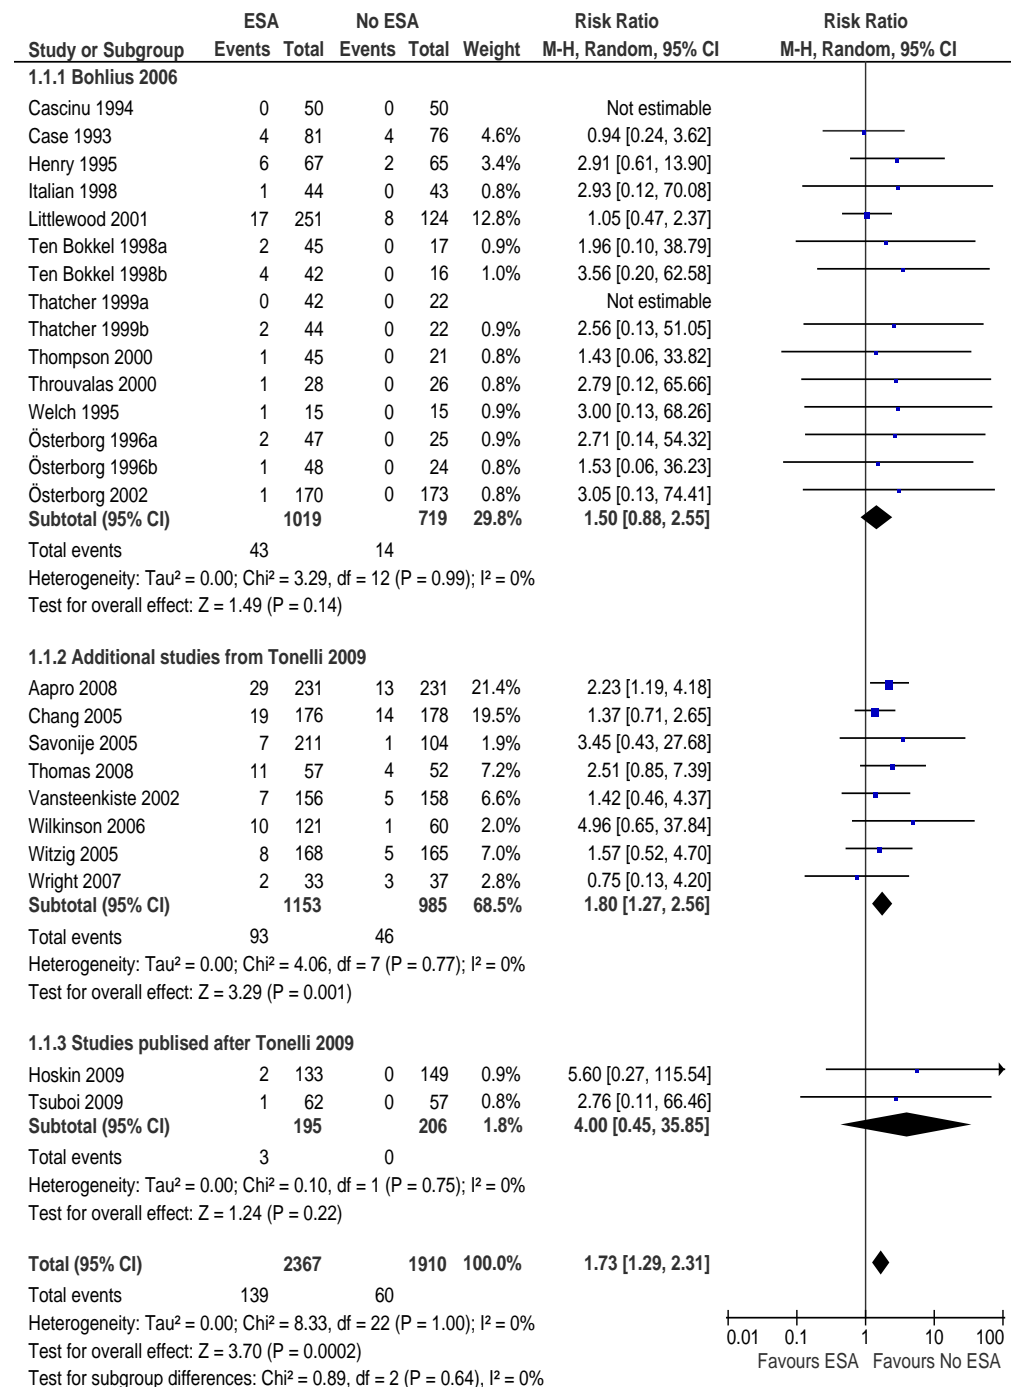 ESA No ESA Risk Ratio Risk Ratio
Study or Subgroup Events Total Events Total Weight M-H, Random, 95% CI M-H, Random, 95% CI
1.1.1 Bohlius 2006
Cascinu 1994 0 50 0 50 Not estimable
Case 1993 4 81 4 76 4.6% 0.94 [0.24, 3.62]
Henry 1995 6 67 2 65 3.4% 2.91 [0.61, 13.90]
Italian 1998 1 44 0 43 0.8% 2.93 [0.12, 70.08]
Littlewood 2001 17 251 8 124 12.8% 1.05 [0.47, 2.37]
Ten Bokkel 1998a 2 45 0 17 0.9% 1.96 [0.10, 38.79]
Ten Bokkel 1998b 4 42 0 16 1.0% 3.56 [0.20, 62.58]
Thatcher 1999a 0 42 0 22 Not estimable
Thatcher 1999b 2 44 0 22 0.9% 2.56 [0.13, 51.05]
Thompson 2000 1 45 0 21 0.8% 1.43 [0.06, 33.82]
Throuvalas 2000 1 28 0 26 0.8% 2.79 [0.12, 65.66]
Welch 1995 1 15 0 15 0.9% 3.00 [0.13, 68.26]
Österborg 1996a 2 47 0 25 0.9% 2.71 [0.14, 54.32]
Österborg 1996b 1 48 0 24 0.8% 1.53 [0.06, 36.23]
Österborg 2002 1 170 0 173 0.8% 3.05 [0.13, 74.41]
Subtotal (95% CI) 1019 719 29.8% 1.50 [0.88, 2.55]
Total events 43 14
Heterogeneity: Tau² = 0.00; Chi² = 3.29, df = 12 (P = 0.99); I² = 0%
Test for overall effect: Z = 1.49 (P = 0.14)
1.1.2 Additional studies from Tonelli 2009
Aapro 2008 29 231 13 231 21.4% 2.23 [1.19, 4.18]
Chang 2005 19 176 14 178 19.5% 1.37 [0.71, 2.65]
Savonije 2005 7 211 1 104 1.9% 3.45 [0.43, 27.68]
Thomas 2008 11 57 4 52 7.2% 2.51 [0.85, 7.39]
Vansteenkiste 2002 7 156 5 158 6.6% 1.42 [0.46, 4.37]
Wilkinson 2006 10 121 1 60 2.0% 4.96 [0.65, 37.84]
Witzig 2005 8 168 5 165 7.0% 1.57 [0.52, 4.70]
Wright 2007 2 33 3 37 2.8% 0.75 [0.13, 4.20]
Subtotal (95% CI) 1153 985 68.5% 1.80 [1.27, 2.56]
Total events 93 46
Heterogeneity: Tau² = 0.00; Chi² = 4.06, df = 7 (P = 0.77); I² = 0%
Test for overall effect: Z = 3.29 (P = 0.001)
1.1.3 Studies publised after Tonelli 2009
Hoskin 2009 2 133 0 149 0.9% 5.60 [0.27, 115.54]
Tsuboi 2009 1 62 0 57 0.8% 2.76 [0.11, 66.46]
Subtotal (95% CI) 195 206 1.8% 4.00 [0.45, 35.85]
Total events 3 0
Heterogeneity: Tau² = 0.00; Chi² = 0.10, df = 1 (P = 0.75); I² = 0%
Test for overall effect: Z = 1.24 (P = 0.22)
Total (95% CI) 2367 1910 100.0% 1.73 [1.29, 2.31]
Total events 139 60
Heterogeneity: Tau² = 0.00; Chi² = 8.33, df = 22 (P = 1.00); I² = 0%
Test for overall effect: Z = 3.70 (P = 0.0002)
Test for subgroup differences: Chi² = 0.89, df = 2 (P = 0.64), I² = 0%
0.01 0.1 1 10 100
Favours ESA Favours No ESA